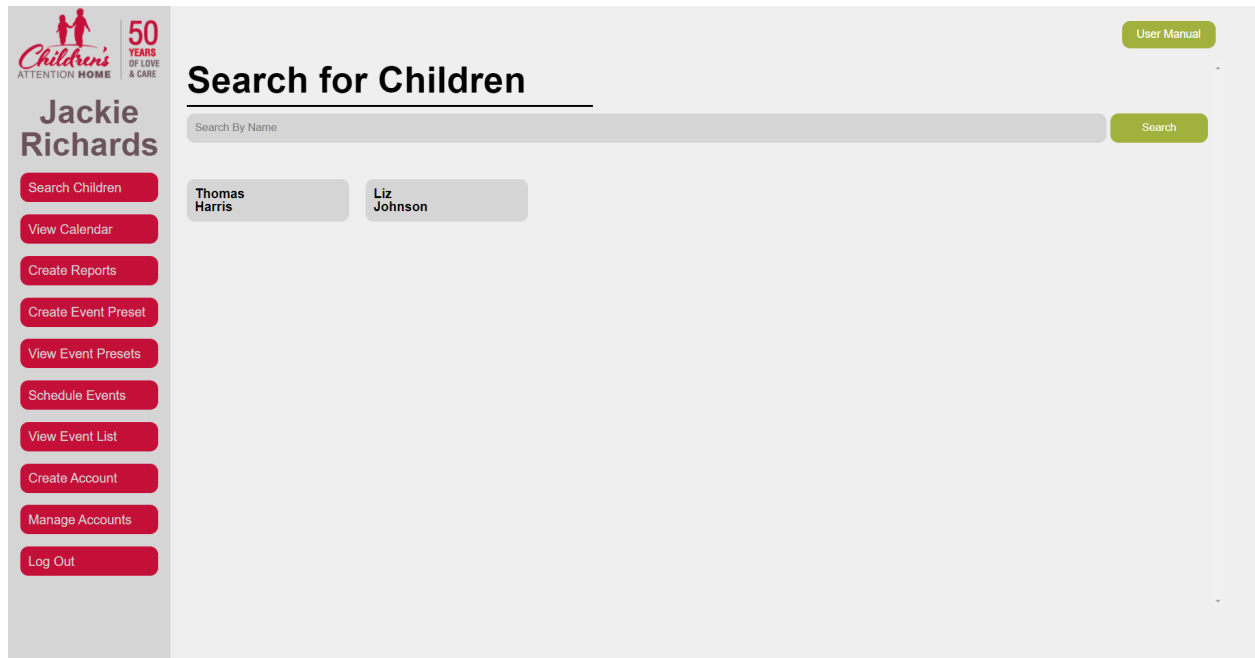 50
YEARS
OF LOVE
& CARE
Children's
ATTENTION HOME
Jackie
Richards
Search Children
View Calendar
Create Reports
Create Event Preset
View Event Presets
Schedule Events
View Event List
Create Account
Manage Accounts
Log Out
User Manual
Search for Children
Search By Name
Search
Thomas
Harris
Liz
Johnson